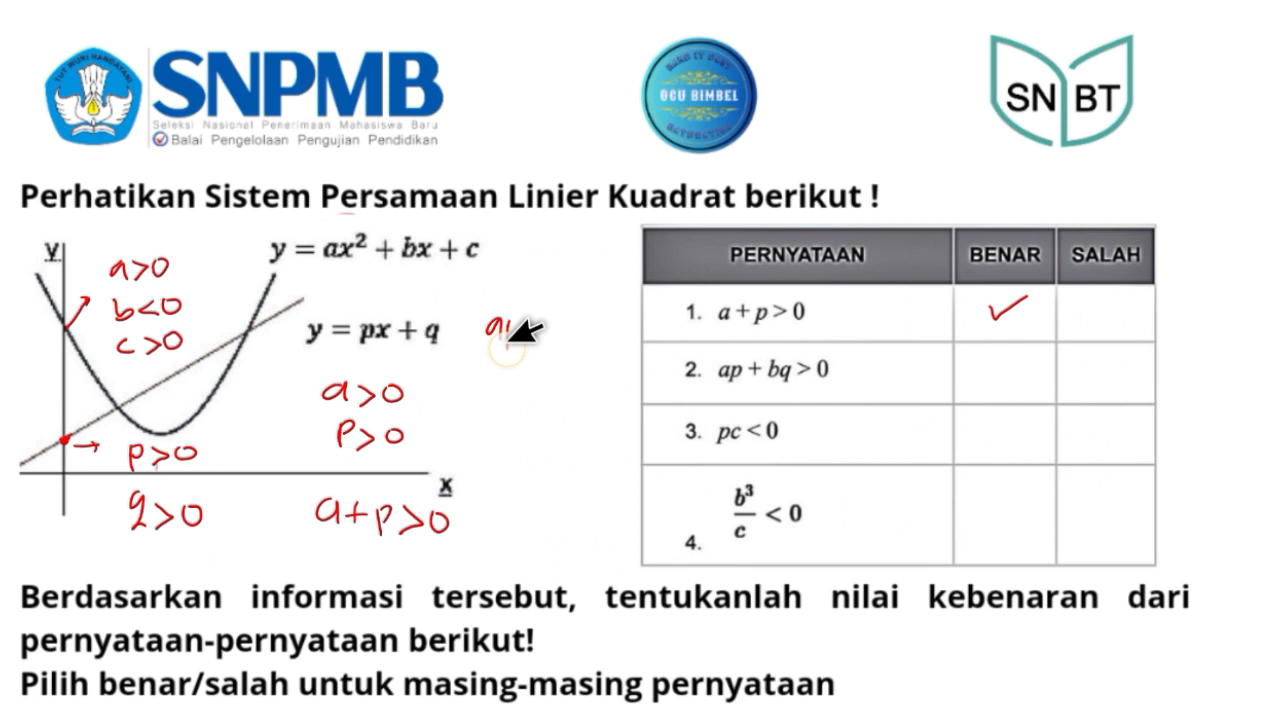 SNPMB
Seleksi Nasional Penerimaan Mahasiswa Baru
Balai Pengelolaan Pengujian Pendidikan
TUT WURI HANDAYANI
OCU BIMBEL
SN BT
Perhatikan Sistem Persamaan Linier Kuadrat berikut !
y
y = ax² + bx + c
a>0
b<0
c>0
y = px + q
a>0
p>0
p>0
q>0
a+p>0
x
PERNYATAAN BENAR SALAH
1. a + p > 0 ✓
2. ap + bq > 0
3. pc < 0
4. b³/c < 0
Berdasarkan informasi tersebut, tentukanlah nilai kebenaran dari
pernyataan-pernyataan berikut!
Pilih benar/salah untuk masing-masing pernyataan